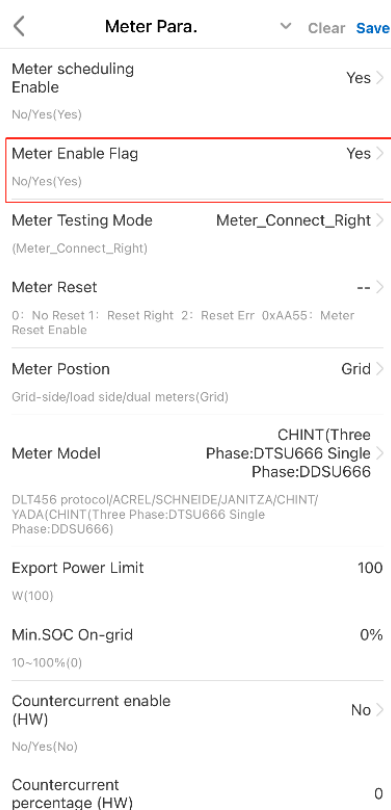 Meter Para.
Clear Save
Meter scheduling
Enable
Yes
No/Yes(Yes)
Meter Enable Flag
Yes
No/Yes(Yes)
Meter Testing Mode
Meter_Connect_Right
(Meter_Connect_Right)
Meter Reset
--
0: No Reset 1: Reset Right 2: Reset Err 0xAA55: Meter
Reset Enable
Meter Postion
Grid
Grid-side/load side/dual meters(Grid)
Meter Model
CHINT(Three
Phase:DTSU666 Single
Phase:DDSU666
DLT456 protocol/ACREL/SCHNEIDE/JANITZA/CHINT/
YADA(CHINT(Three Phase:DTSU666 Single
Phase:DDSU666)
Export Power Limit
100
W(100)
Min.SOC On-grid
0%
10~100%(0)
Countercurrent enable
(HW)
No
No/Yes(No)
Countercurrent
percentage (HW)
0